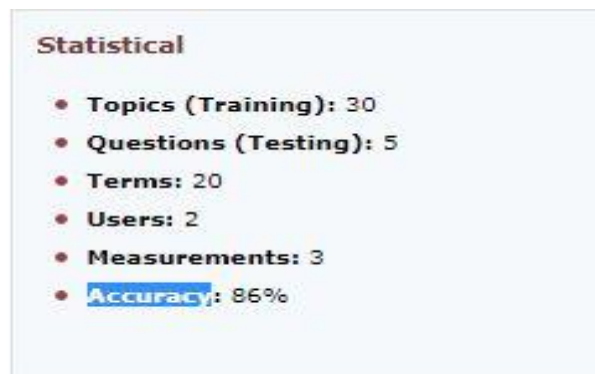 Statistical
Topics (Training): 30
Questions (Testing): 5
Terms: 20
Users: 2
Measurements: 3
Accuracy: 86%